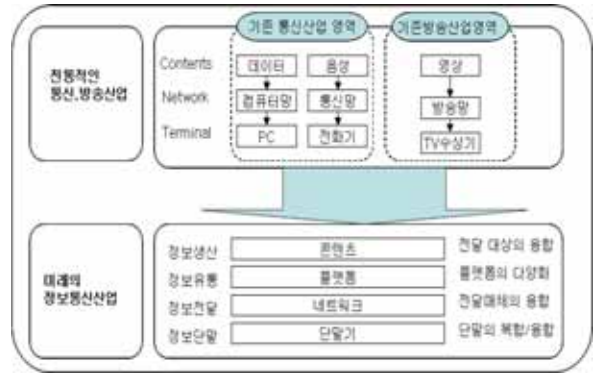 기존 통신산업 영역
기존방송산업영역
전통적인
통신.방송산업
Contents
데이터
음성
영상
Network
컴퓨터망
통신망
방송망
Terminal
PC
전화기
TV수상기
미래의
정보통신산업
정보생산
콘텐츠
전달 대상의 융합
정보유통
플랫폼
플랫폼의 다양화
정보전달
네트워크
전달매체의 융합
정보단말
단말기
단말의 복합/융합